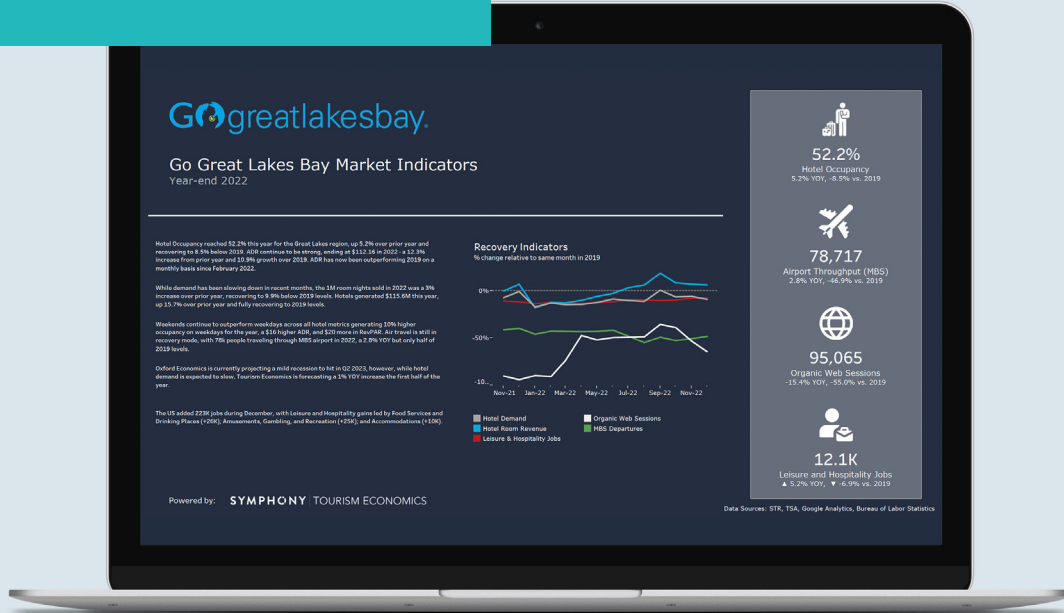 GOgreatlakesbay.
Go Great Lakes Bay Market Indicators
Year-end 2022
Hotel Occupancy reached 52.2% this year for the Great Lakes region, up 5.2% over prior year and
recovering to 8.5% below 2019. ADR continue to be strong, ending at $112.16 in 2022 - a 12.3%
increase from prior year and 10.9% growth over 2019. ADR has now been outperforming 2019 on a
monthly basis since February 2022.
While demand has been slowing down in recent months, the 1M room nights sold in 2022 was a 3%
increase over prior year, recovering to 9.9% below 2019 levels. Hotels generated $115.6M this year,
up 15.7% over prior year and fully recovering to 2019 levels.
Weekends continue to outperform weekdays across all hotel metrics generating 10% higher
occupancy on weekdays for the year, a $16 higher ADR, and $20 more in RevPAR. Air travel is still in
recovery mode, with 78k people traveling through MBS airport in 2022, a 2.8% YOY but only half of
2019 levels.
Oxford Economics is currently projecting a mild recession to hit in Q2 2023, however, while hotel
demand is expected to slow, Tourism Economics is forecasting a 1% YOY increase the first half of the
year.
The US added 223K jobs during December, with Leisure and Hospitality gains led by Food Services and
Drinking Places (+26K); Amusements, Gambling, and Recreation (+25K); and Accommodations (+10K).
Recovery Indicators
% change relative to same month in 2019
0%
-50%
-10...
Nov-21 Jan-22 Mar-22 May-22 Jul-22 Sep-22 Nov-22
Hotel Demand
Hotel Room Revenue
Leisure & Hospitality Jobs
Organic Web Sessions
MBS Departures
52.2%
Hotel Occupancy
5.2% YOY, -8.5% vs. 2019
78,717
Airport Throughput (MBS)
2.8% YOY, -46.9% vs. 2019
95,065
Organic Web Sessions
-15.4% YOY, -55.0% vs. 2019
12.1K
Leisure and Hospitality Jobs
▲ 5.2% YOY, ▼ -6.9% vs. 2019
Powered by: SYMPHONY | TOURISM ECONOMICS
Data Sources: STR, TSA, Google Analytics, Bureau of Labor Statistics